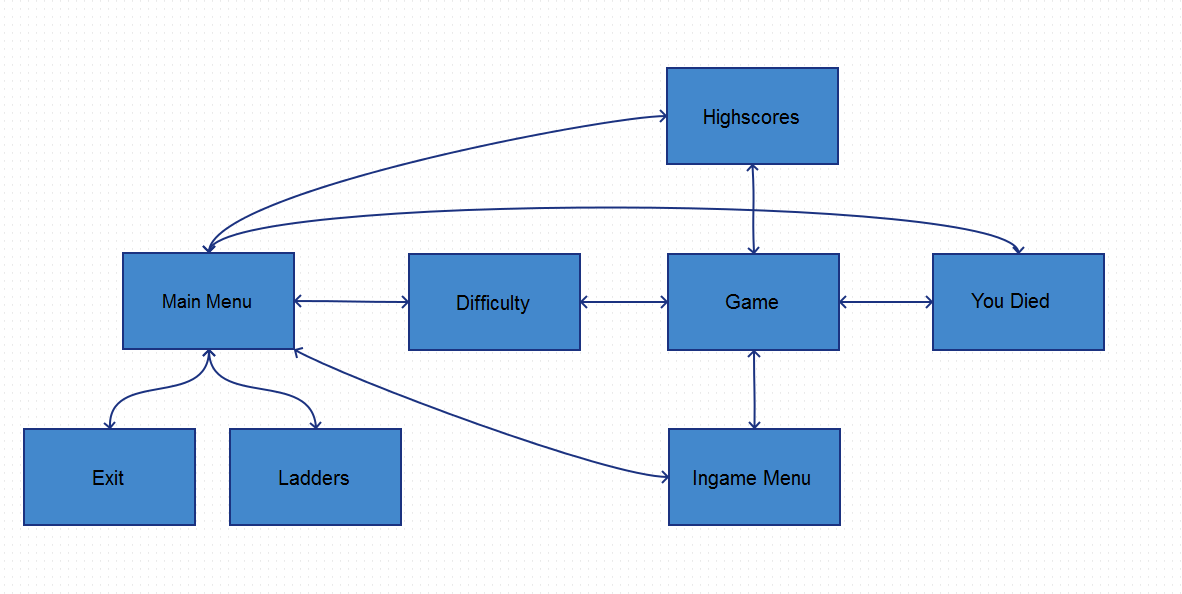 Highscores
Main Menu
Difficulty
Game
You Died
Exit
Ladders
Ingame Menu